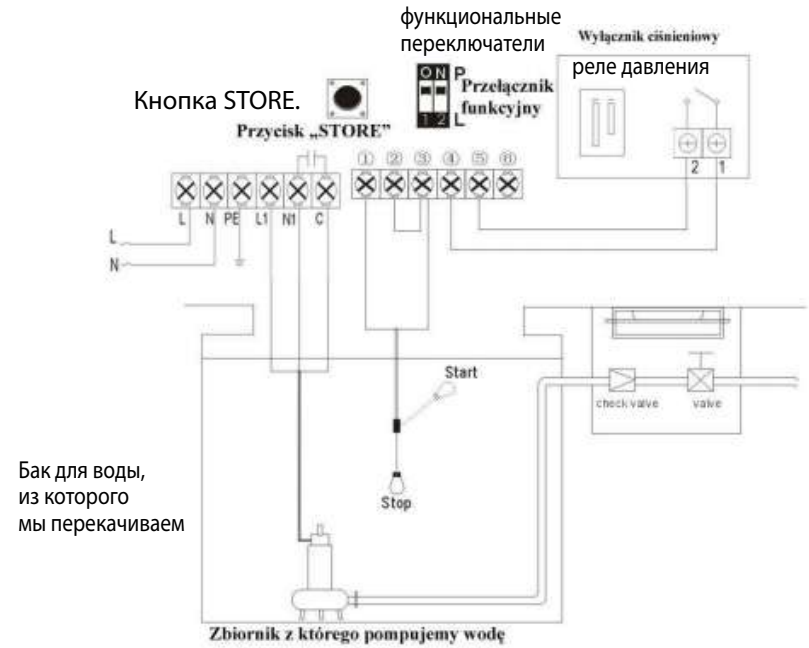 функциональные
переключатели
Wyłącznik ciśnieniowy
реле давления
ON P
Przełącznik
funkcyjny
1 2 L
Кнопка STORE.
Przycisk „STORE”
① ② ③ ④ ⑤ ⑥
2 1
L N PE L1 N1 C
L
N
Start
Stop
check valve valve
Бак для воды,
из которого
мы перекачиваем
Zbiornik z którego pompujemy wodę